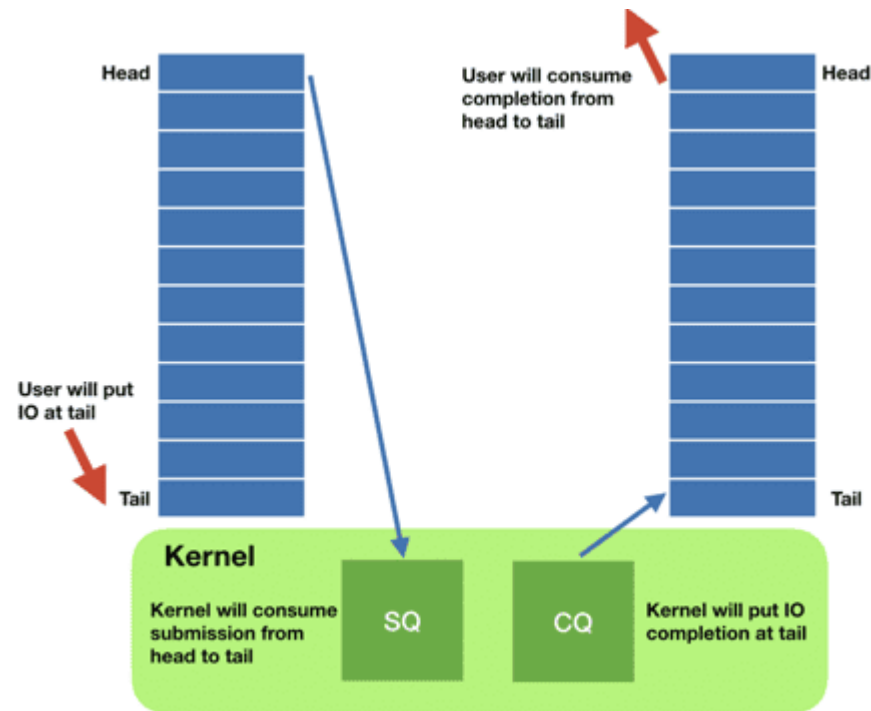 Head
User will put
IO at tail
Tail
User will consume
completion from
head to tail
Head
Tail
Kernel
Kernel will consume
submission from
head to tail
SQ
CQ
Kernel will put IO
completion at tail